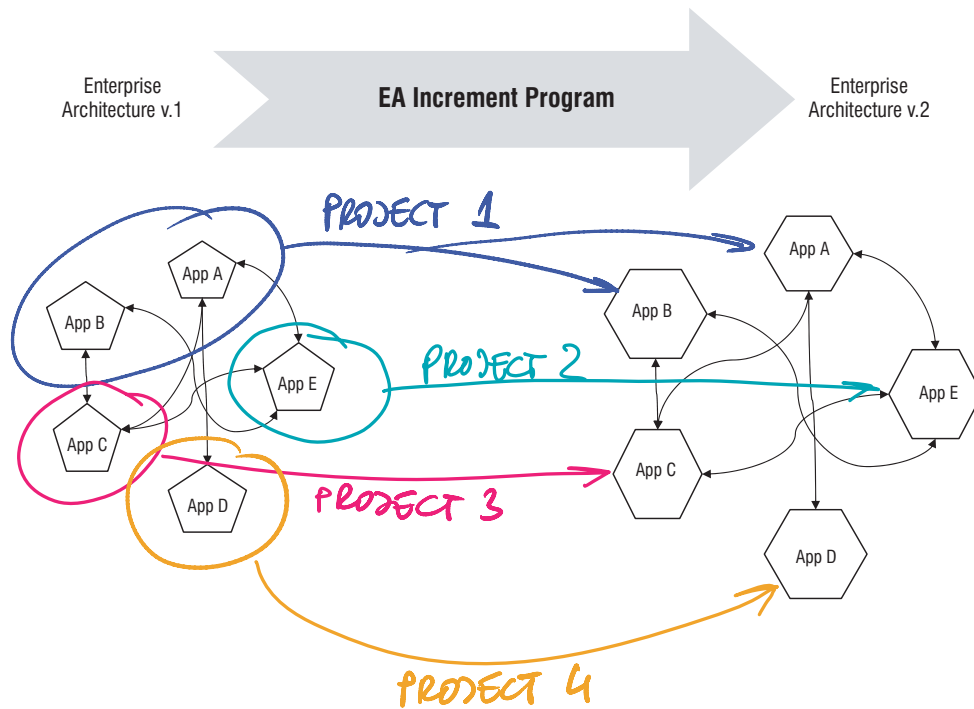 Enterprise
Architecture v.1
EA Increment Program
Enterprise
Architecture v.2
PROJECT 1
App A
App B
App E
App C
App D
PROJECT 2
PROJECT 3
PROJECT 4
App A
App B
App E
App C
App D